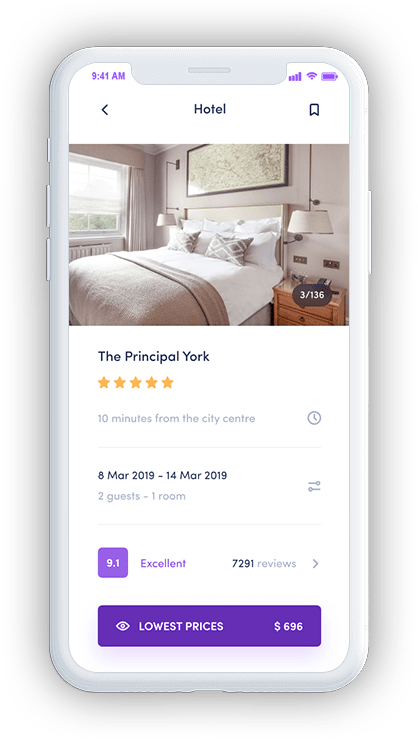 9:41 AM
Hotel
3/136
The Principal York
10 minutes from the city centre
8 Mar 2019 - 14 Mar 2019
2 guests - 1 room
9.1 Excellent 7291 reviews
LOWEST PRICES $ 696